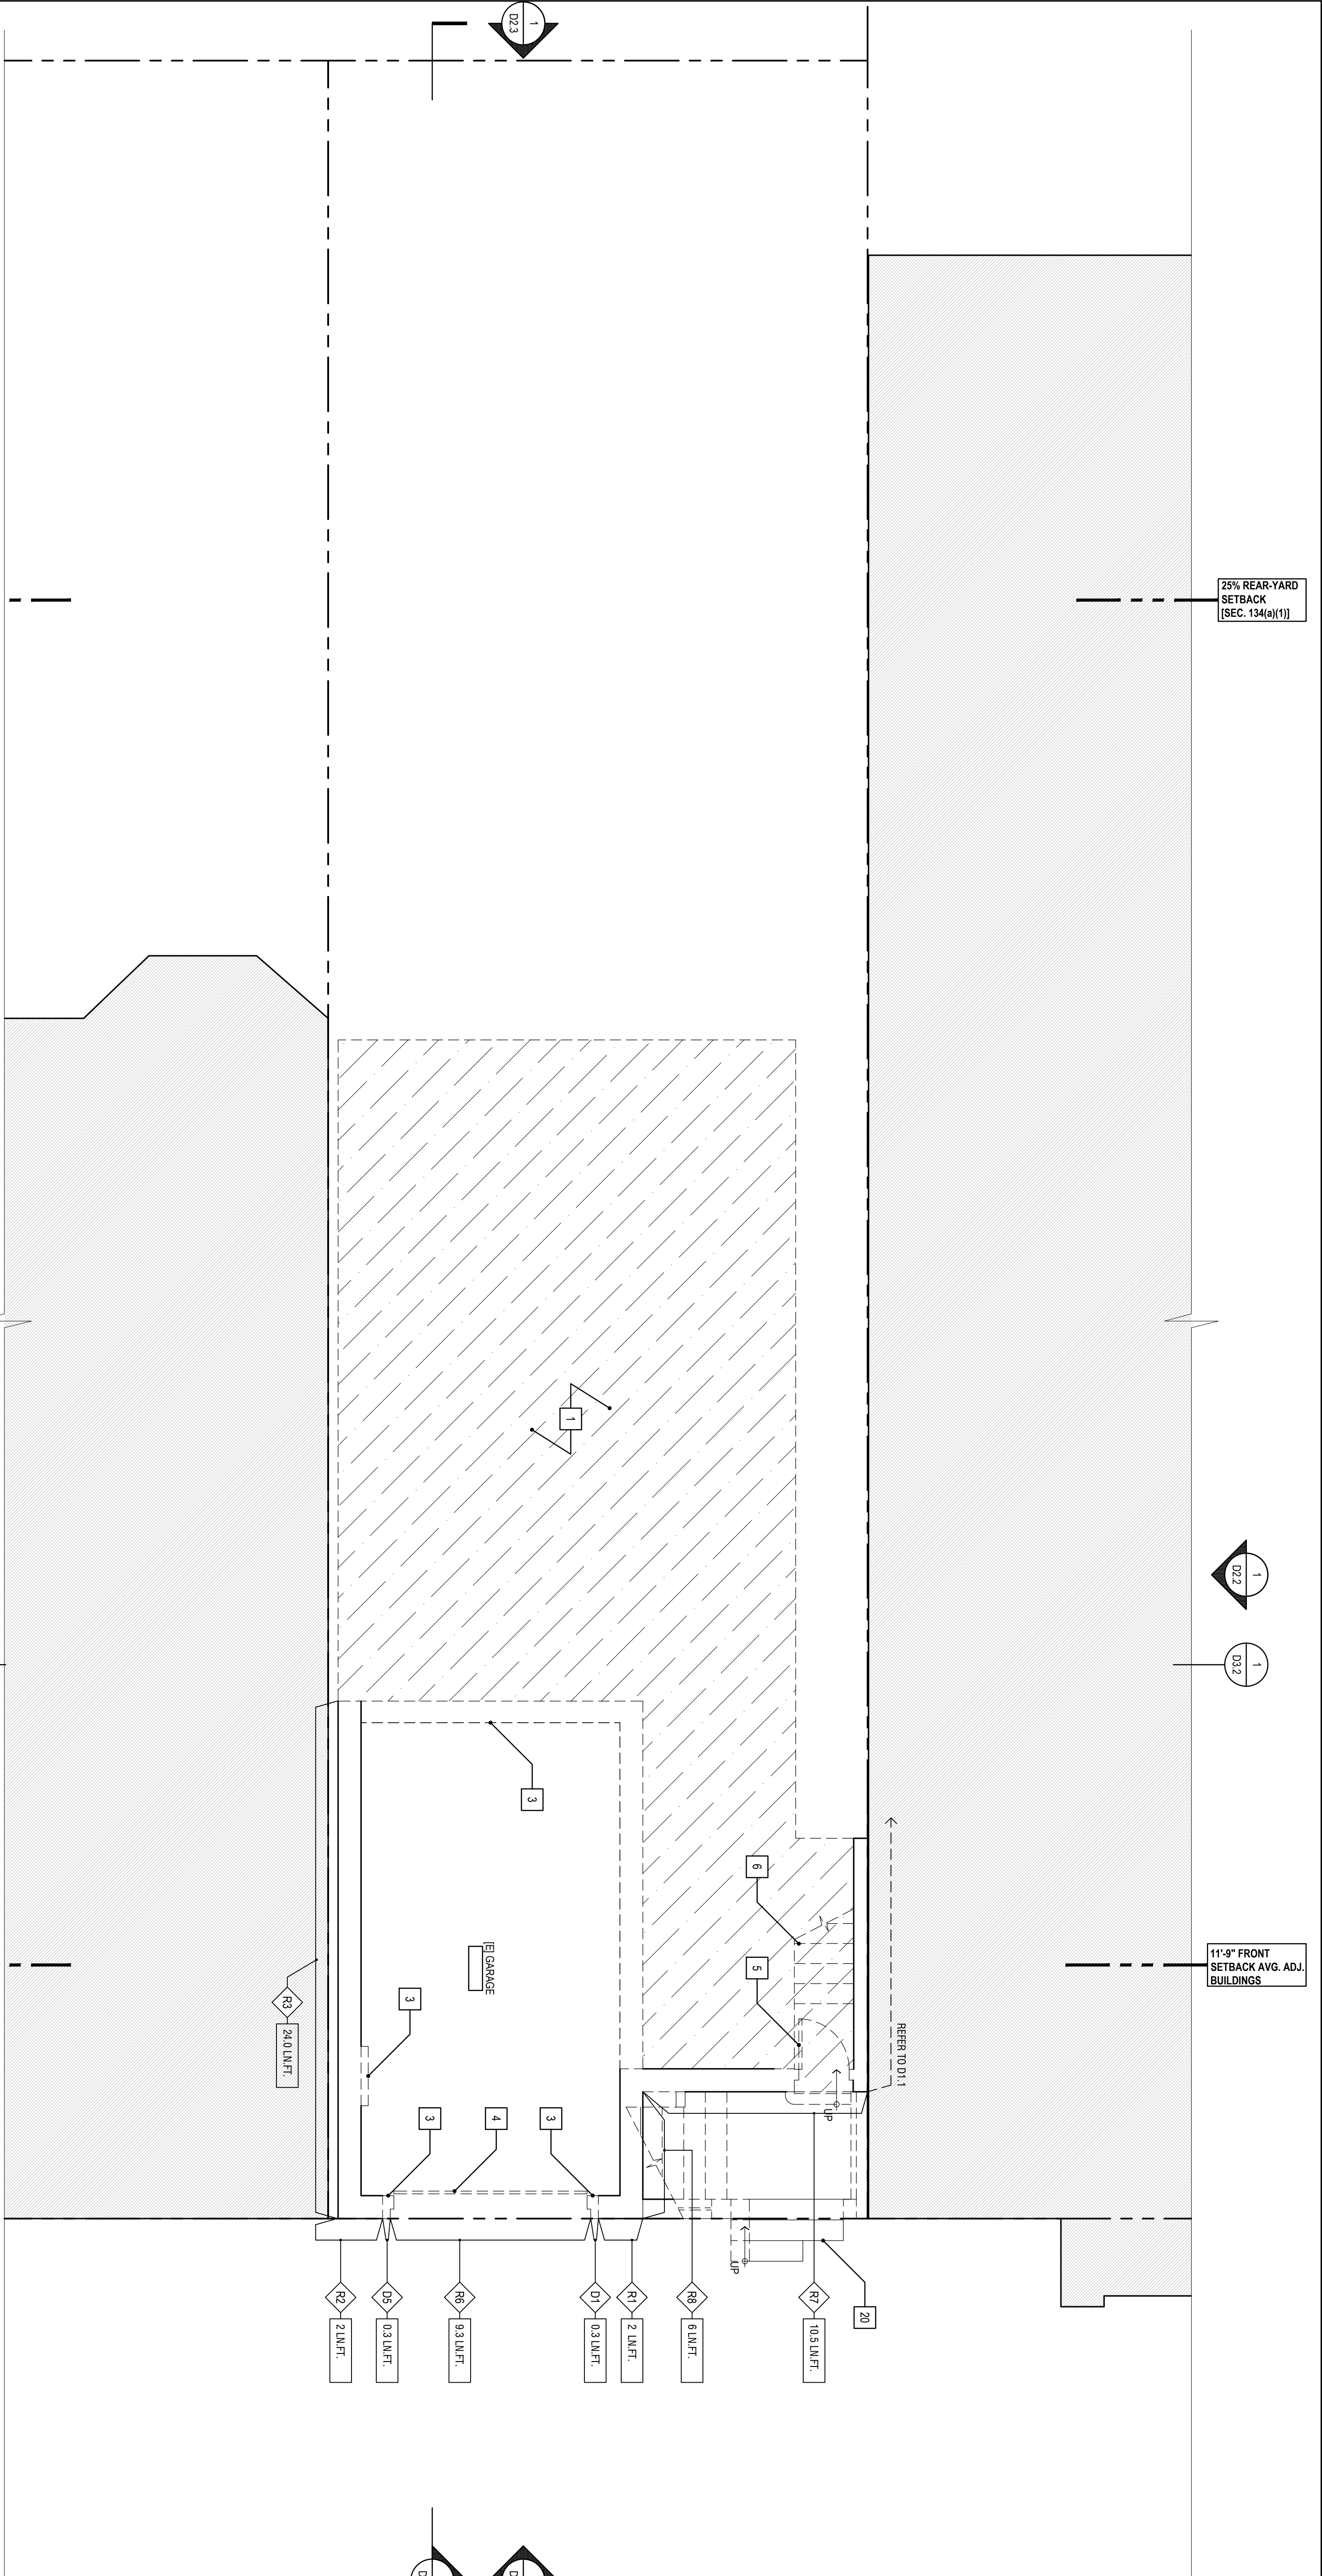 1
D2.3
25% REAR-YARD
SETBACK
[SEC. 134(a)(1)]
1
1
D2.2
1
D3.2
3
6
5
11'-9" FRONT
SETBACK AVG. ADJ.
BUILDINGS
[E] GARAGE
REFER TO D1.1
R3
24.0 LN.FT.
3
3
4
3
UP
UP
20
R2
2 LN.FT.
D5
0.3 LN.FT.
R6
9.3 LN.FT.
D1
0.3 LN.FT.
R1
2 LN.FT.
R8
6 LN.FT.
R7
10.5 LN.FT.